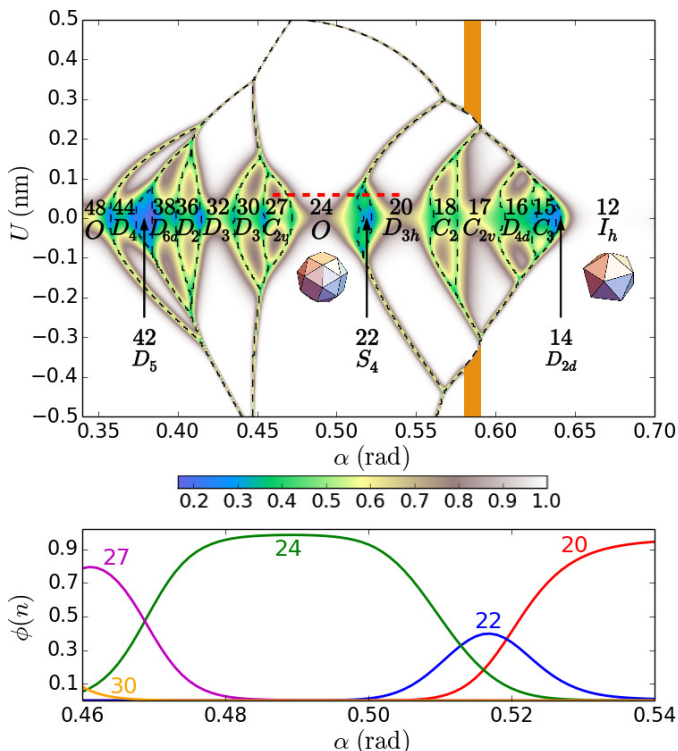 0.5
0.4
0.3
0.2
0.1
0.0
−0.1
−0.2
−0.3
−0.4
−0.5
U (nm)
48 44 38 36 32 30 27 24 20 18 17 16 15 12
O D4 D6d D2 D3 D3 C2v O D3h C2 C2v D4d C3 Ih
42
D5
22
S4
14
D2d
0.35 0.40 0.45 0.50 0.55 0.60 0.65 0.70
α (rad)
0.2 0.3 0.4 0.5 0.6 0.7 0.8 0.9 1.0
0.9
0.7
0.5
0.3
0.1
ϕ(n)
27
24
20
22
30
0.46 0.48 0.50 0.52 0.54
α (rad)